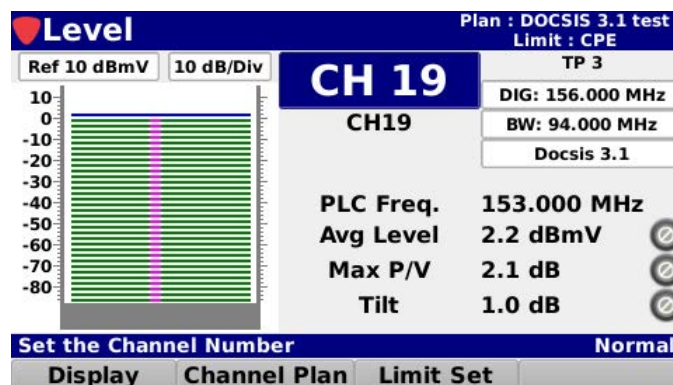 Level
Plan : DOCSIS 3.1 test
Limit : CPE
Ref 10 dBmV
10 dB/Div
10
0
-10
-20
-30
-40
-50
-60
-70
-80
CH 19
CH19
TP 3
DIG: 156.000 MHz
BW: 94.000 MHz
Docsis 3.1
PLC Freq. 153.000 MHz
Avg Level 2.2 dBmV
Max P/V 2.1 dB
Tilt 1.0 dB
Set the Channel Number Normal
Display Channel Plan Limit Set